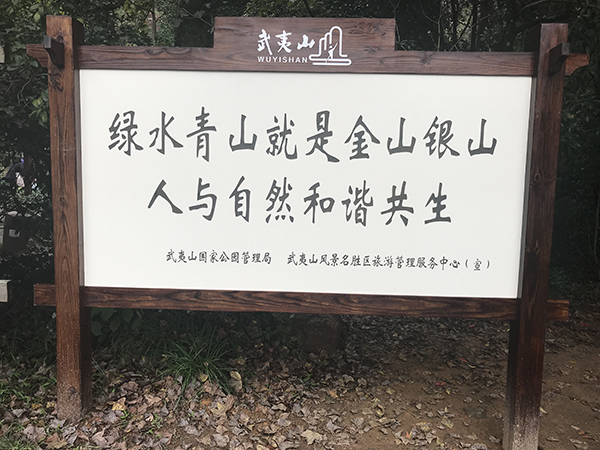 武夷山
WUYISHAN
绿水青山就是金山银山
人与自然和谐共生
武夷山国家公园管理局 武夷山风景名胜区旅游管理服务中心（宣）